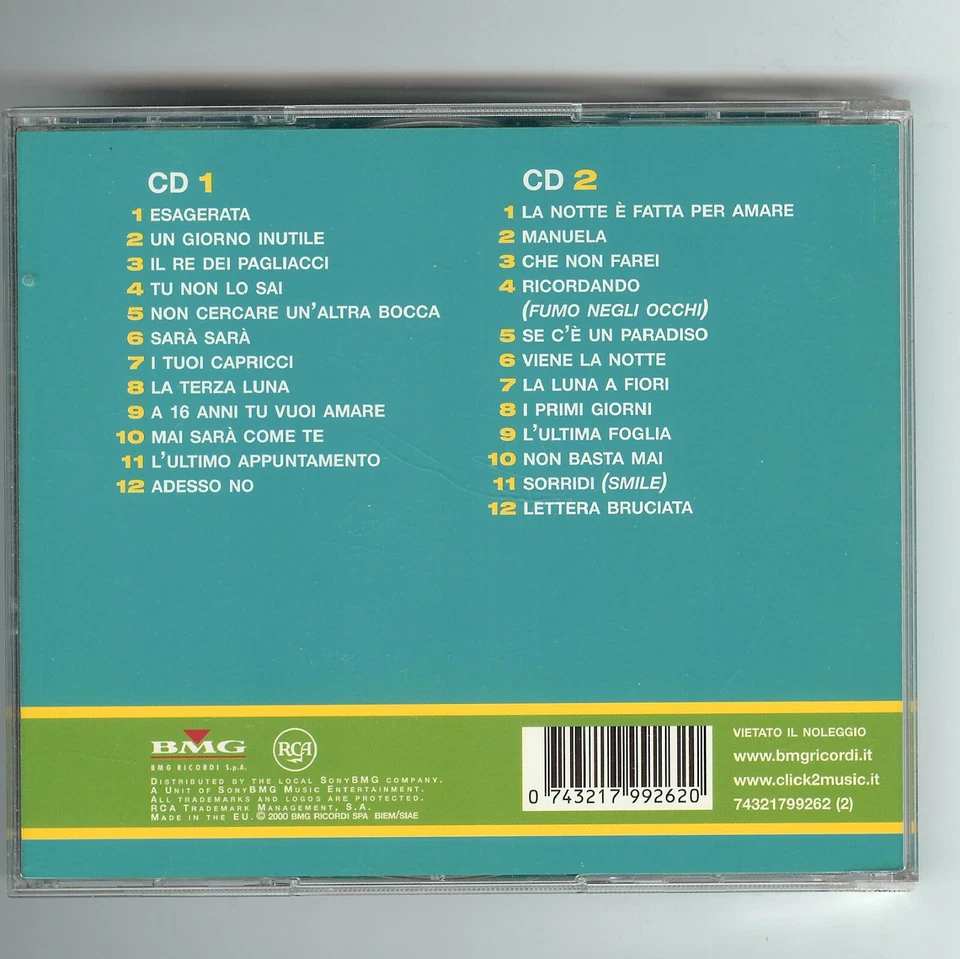 CD 1
1 ESAGERATA
2 UN GIORNO INUTILE
3 IL RE DEI PAGLIACCI
4 TU NON LO SAI
5 NON CERCARE UN'ALTRA BOCCA
6 SARÀ SARÀ
7 I TUOI CAPRICCI
8 LA TERZA LUNA
9 A 16 ANNI TU VUOI AMARE
10 MAI SARÀ COME TE
11 L'ULTIMO APPUNTAMENTO
12 ADESSO NO
CD 2
1 LA NOTTE È FATTA PER AMARE
2 MANUELA
3 CHE NON FAREI
4 RICORDANDO
(FUMO NEGLI OCCHI)
5 SE C'È UN PARADISO
6 VIENE LA NOTTE
7 LA LUNA A FIORI
8 I PRIMI GIORNI
9 L'ULTIMA FOGLIA
10 NON BASTA MAI
11 SORRIDI (SMILE)
12 LETTERA BRUCIATA
BMG
BMG RICORDI S.p.A.
RCA
DISTRIBUTED BY THE LOCAL SONYBMG COMPANY.
A UNIT OF SONYBMG MUSIC ENTERTAINMENT.
ALL TRADEMARKS AND LOGOS ARE PROTECTED.
RCA TRADEMARK MANAGEMENT, S.A.
MADE IN THE EU. © 2000 BMG RICORDI SPA BIEM/SIAE
0 743217 992620
VIETATO IL NOLEGGIO
www.bmgricordi.it
www.click2music.it
74321799262 (2)